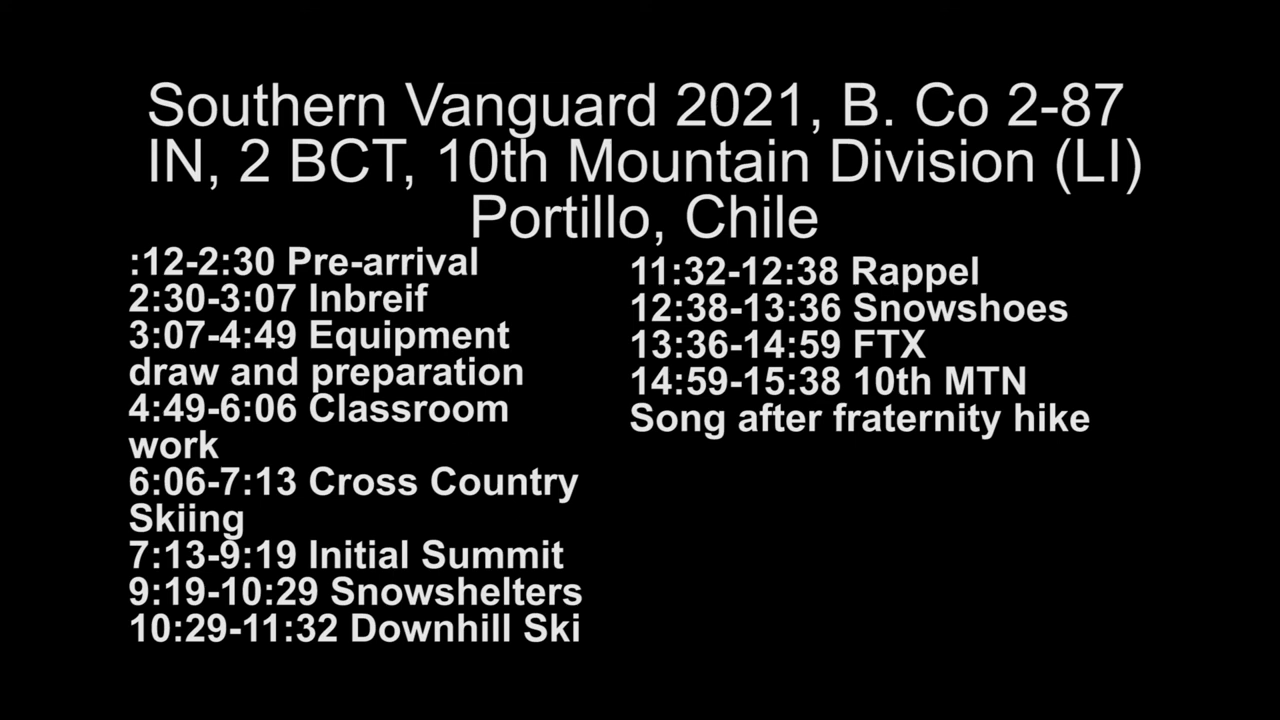 Southern Vanguard 2021, B. Co 2-87
IN, 2 BCT, 10th Mountain Division (LI)
Portillo, Chile
:12-2:30 Pre-arrival
2:30-3:07 Inbreif
3:07-4:49 Equipment
draw and preparation
4:49-6:06 Classroom
work
6:06-7:13 Cross Country
Skiing
7:13-9:19 Initial Summit
9:19-10:29 Snowshelters
10:29-11:32 Downhill Ski
11:32-12:38 Rappel
12:38-13:36 Snowshoes
13:36-14:59 FTX
14:59-15:38 10th MTN
Song after fraternity hike